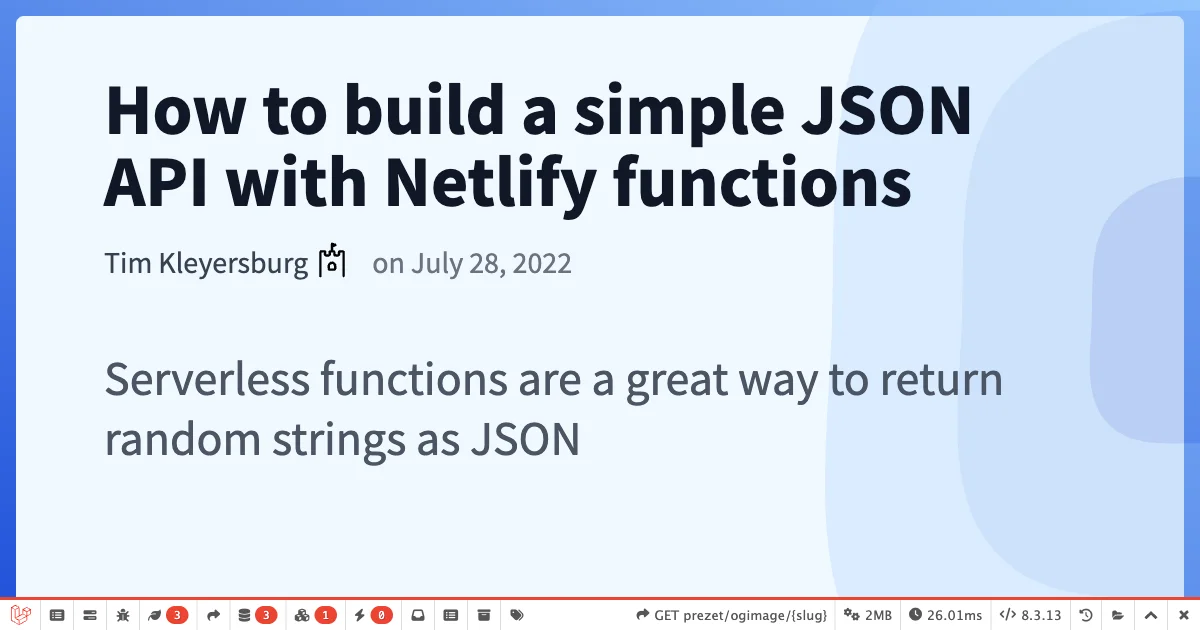 How to build a simple JSON
API with Netlify functions
Tim Kleyersburg on July 28, 2022
Serverless functions are a great way to return
random strings as JSON
3 3 1 0 GET prezet/ogimage/{slug} 2MB 26.01ms 8.3.13